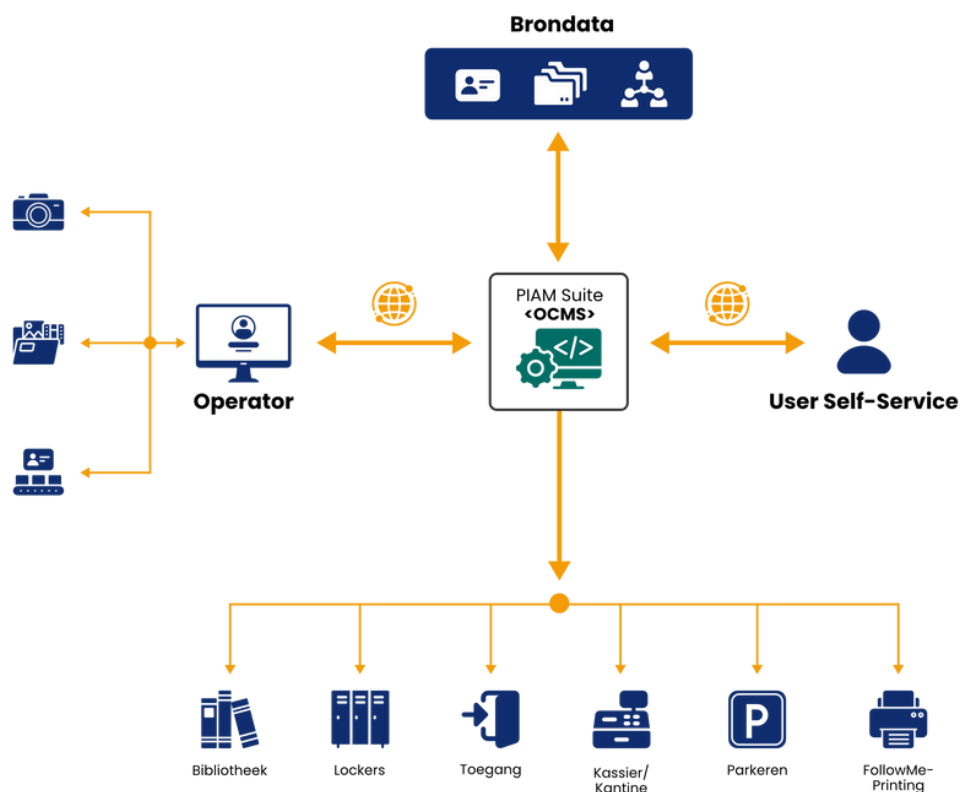 Brondata
PIAM Suite
<OCMS>
</>
Operator
User Self-Service
P
Bibliotheek
Lockers
Toegang
Kassier/
Kantine
Parkeren
FollowMe-
Printing